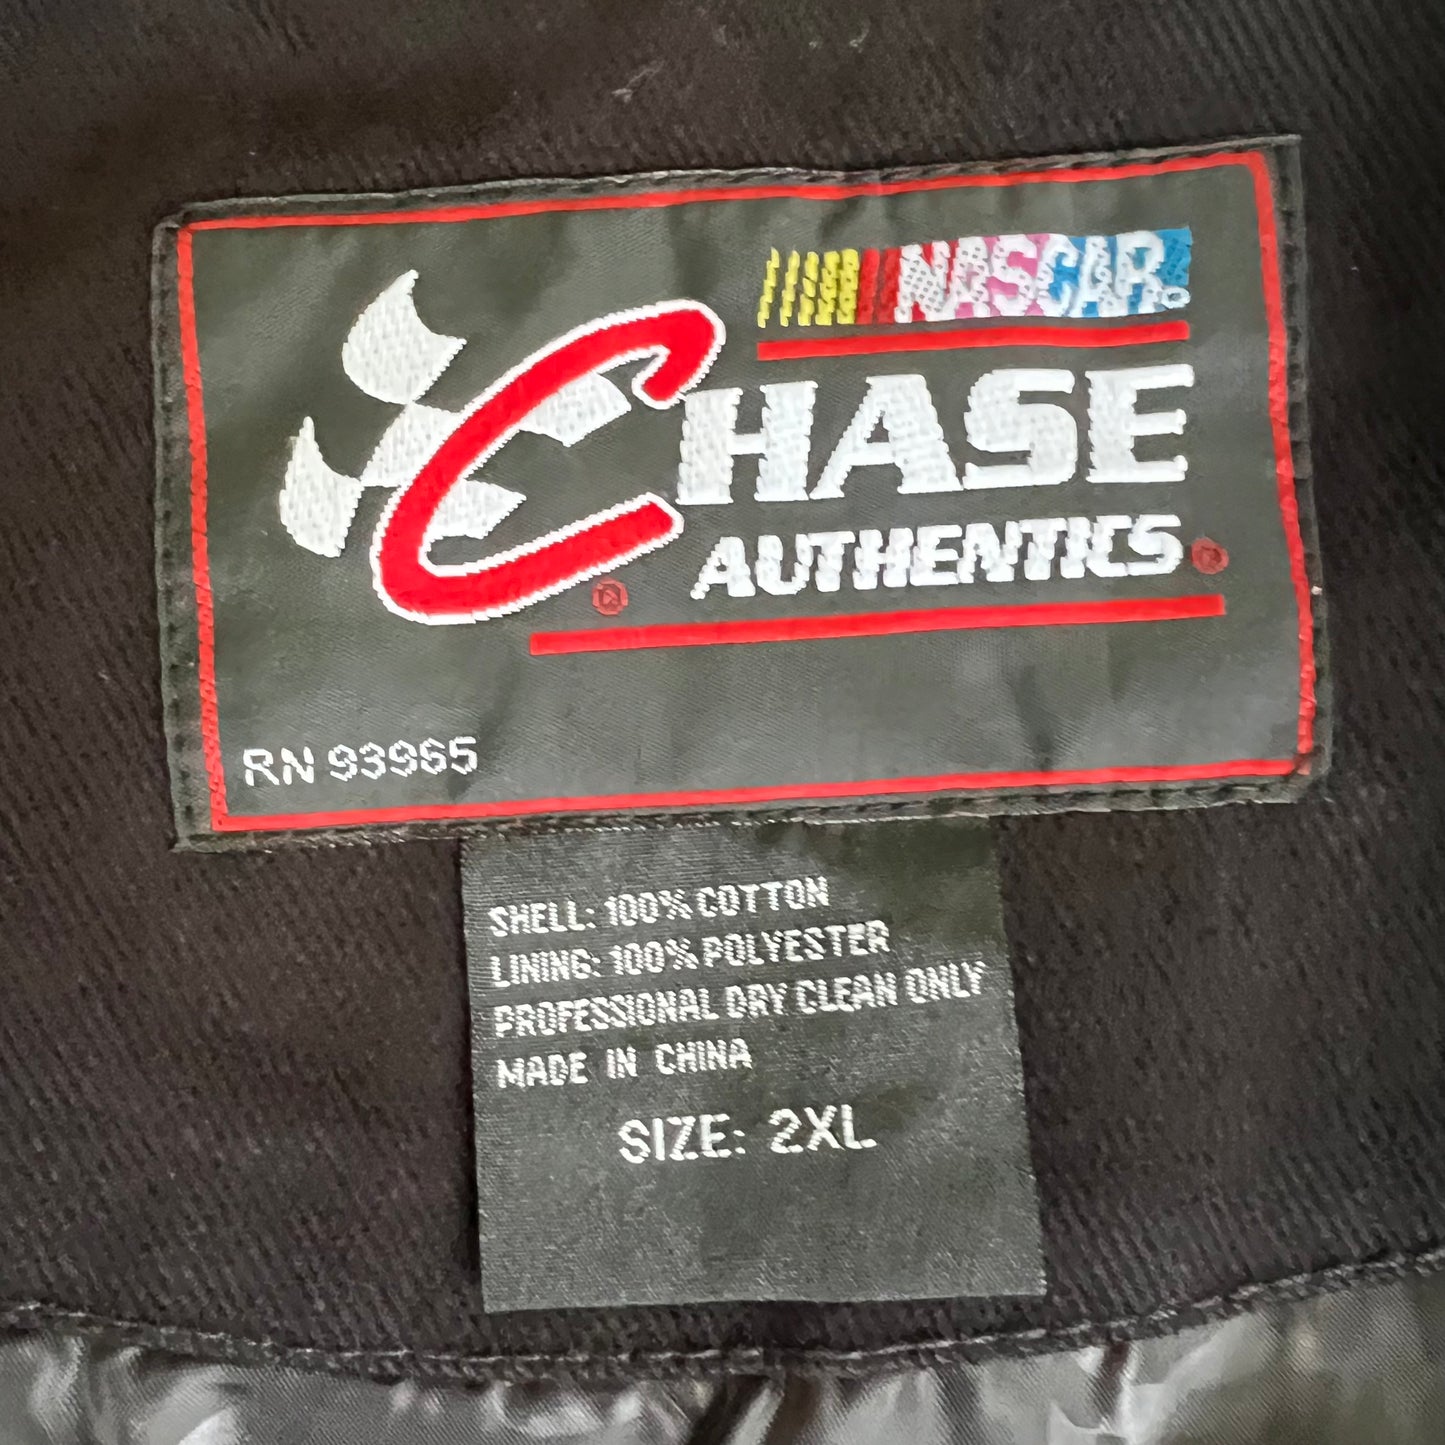 NASCAR
CHASE
AUTHENTICS®
®
RN 93965
SHELL: 100% COTTON
LINING: 100% POLYESTER
PROFESSIONAL DRY CLEAN ONLY
MADE IN CHINA
SIZE: 2XL